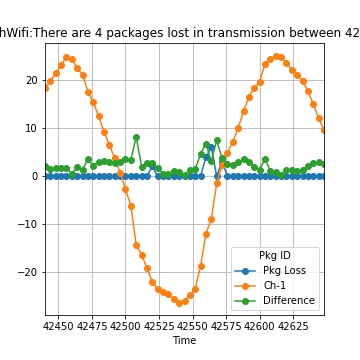 hWifi:There are 4 packages lost in transmission between 42
20
10
0
−10
−20
42450 42475 42500 42525 42550 42575 42600 42625
Time
Pkg ID
Pkg Loss
Ch-1
Difference